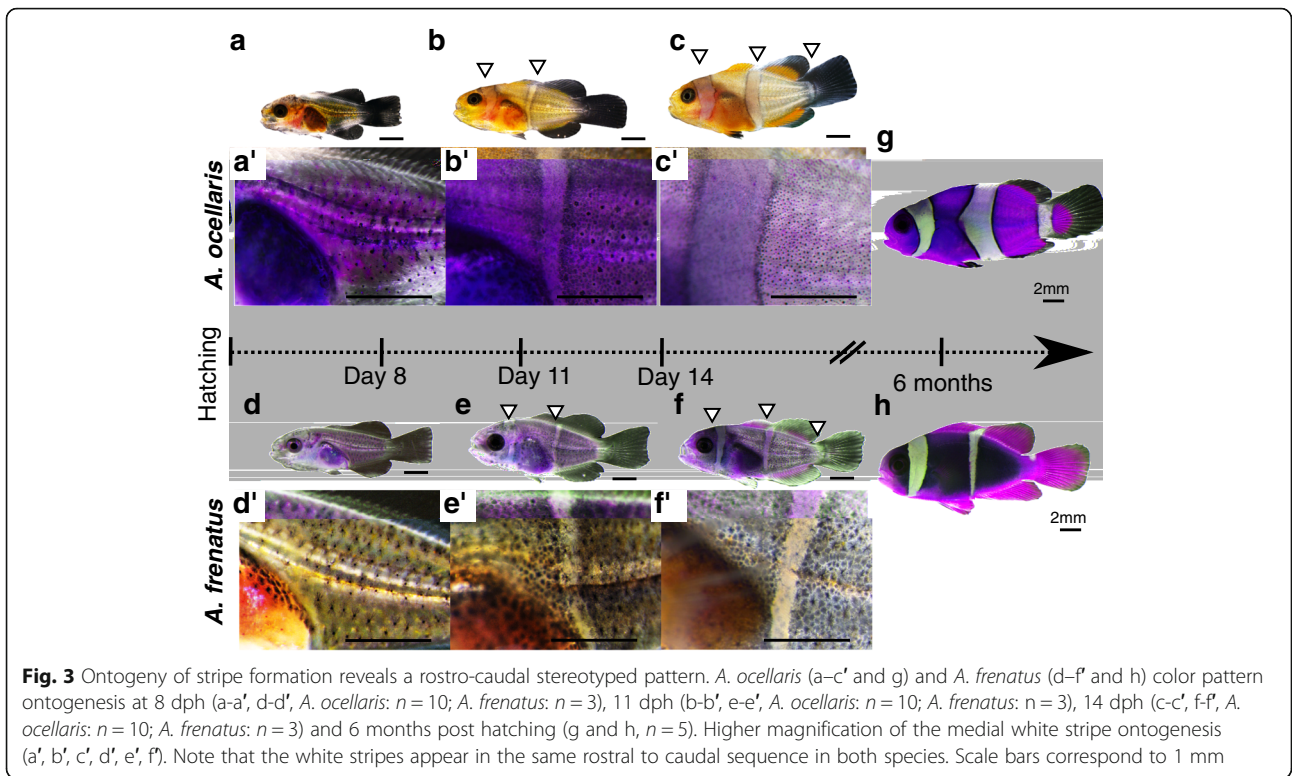 a
b
c
g
a'
b'
c'
A. ocellaris
2mm
Hatching
Day 8
Day 11
Day 14
6 months
d
e
f
h
d'
e'
f'
A. frenatus
2mm
Fig. 3 Ontogeny of stripe formation reveals a rostro-caudal stereotyped pattern. A. ocellaris (a–c′ and g) and A. frenatus (d–f′ and h) color pattern
ontogenesis at 8 dph (a-a′, d-d′, A. ocellaris: n = 10; A. frenatus: n = 3), 11 dph (b-b′, e-e′, A. ocellaris: n = 10; A. frenatus: n = 3), 14 dph (c-c′, f-f′, A.
ocellaris: n = 10; A. frenatus: n = 3) and 6 months post hatching (g and h, n = 5). Higher magnification of the medial white stripe ontogenesis
(a′, b′, c′, d′, e′, f′). Note that the white stripes appear in the same rostral to caudal sequence in both species. Scale bars correspond to 1 mm